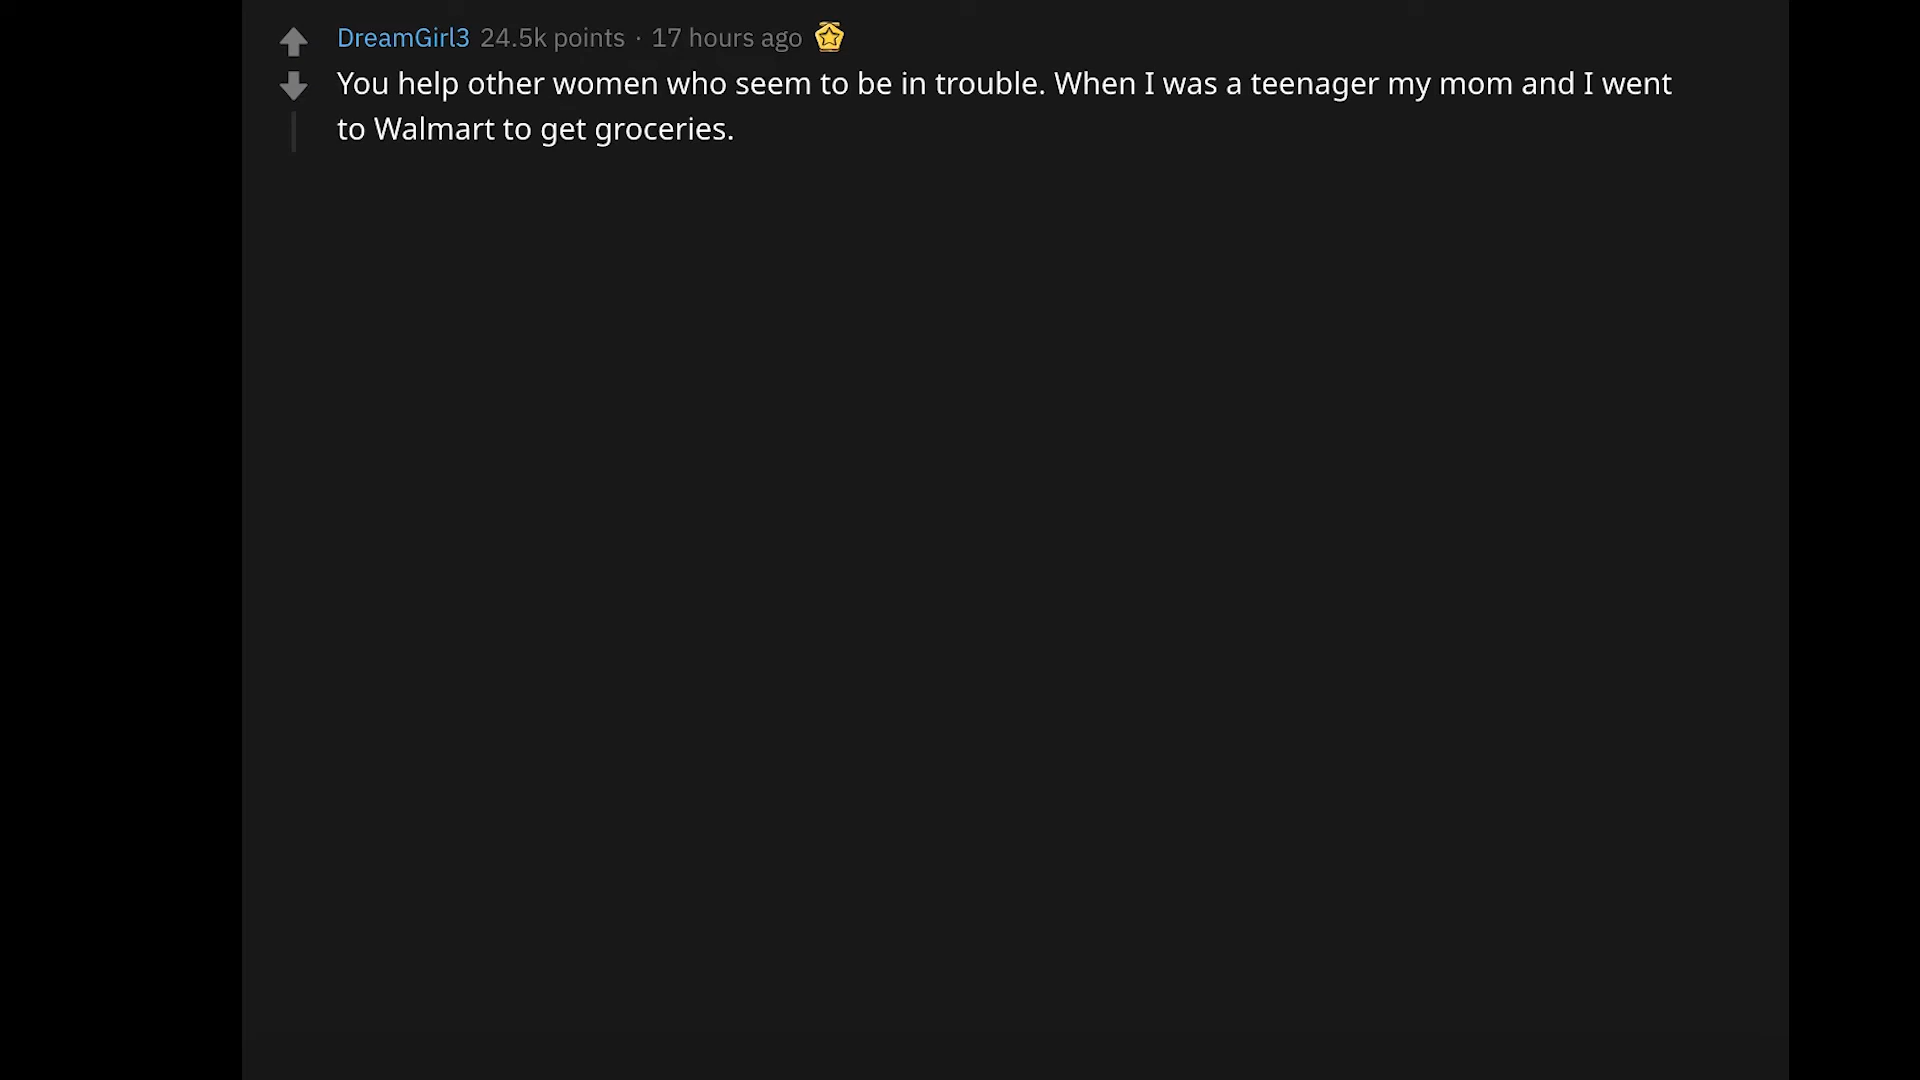 DreamGirl3 24.5k points · 17 hours ago
You help other women who seem to be in trouble. When I was a teenager my mom and I went
to Walmart to get groceries.